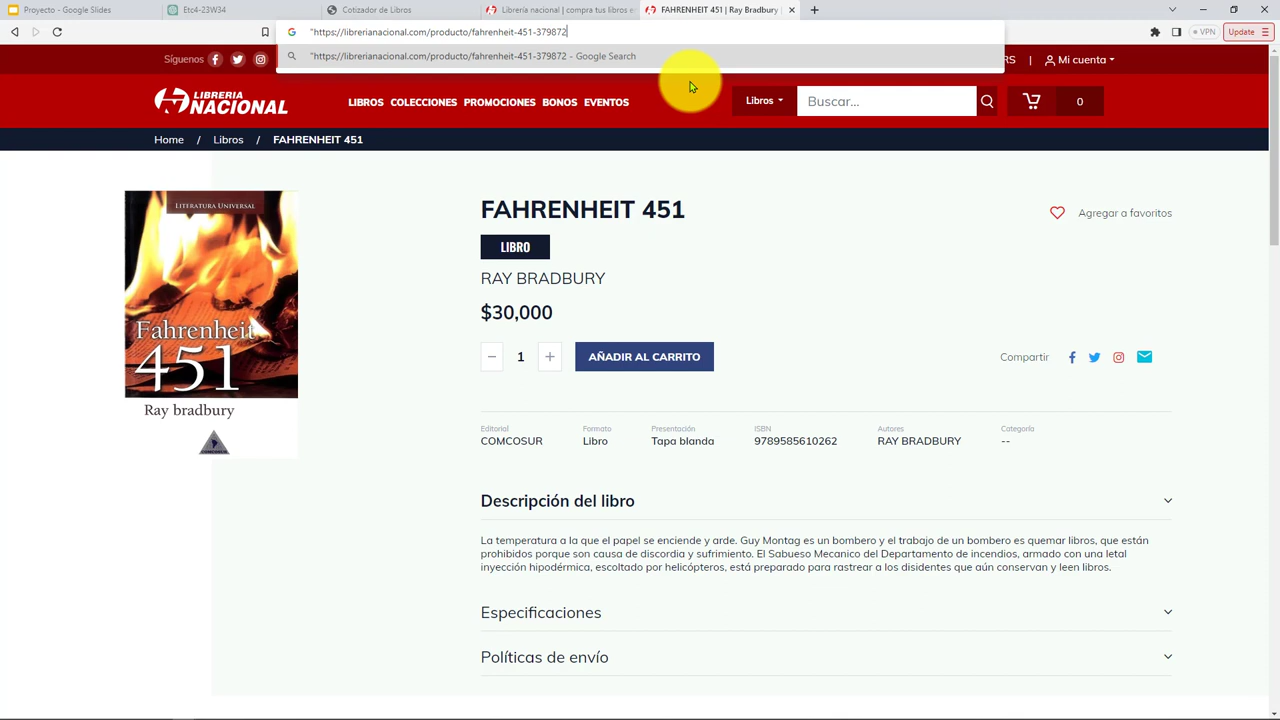 Proyecto - Google Slides
Etc4-23W34
Cotizador de Libros
Librería nacional | compra tus libros e
FAHRENHEIT 451 | Ray Bradbury |
"https://librerianacional.com/producto/fahrenheit-451-379872
VPN
Update
"https://librerianacional.com/producto/fahrenheit-451-379872 - Google Search
Síguenos
RS | Mi cuenta
LIBRERIA
NACIONAL
LIBROS COLECCIONES PROMOCIONES BONOS EVENTOS
Libros
Buscar...
0
Home / Libros / FAHRENHEIT 451
LITERATURA UNIVERSAL
Fahrenheit
451
Ray bradbury
COMCOSUR
FAHRENHEIT 451
Agregar a favoritos
LIBRO
RAY BRADBURY
$30,000
1
AÑADIR AL CARRITO
Compartir
Editorial
COMCOSUR
Formato
Libro
Presentación
Tapa blanda
ISBN
9789585610262
Autores
RAY BRADBURY
Categoría
--
Descripción del libro
La temperatura a la que el papel se enciende y arde. Guy Montag es un bombero y el trabajo de un bombero es quemar libros, que están
prohibidos porque son causa de discordia y sufrimiento. El Sabueso Mecanico del Departamento de incendios, armado con una letal
inyección hipodérmica, escoltado por helicópteros, está preparado para rastrear a los disidentes que aún conservan y leen libros.
Especificaciones
Políticas de envío